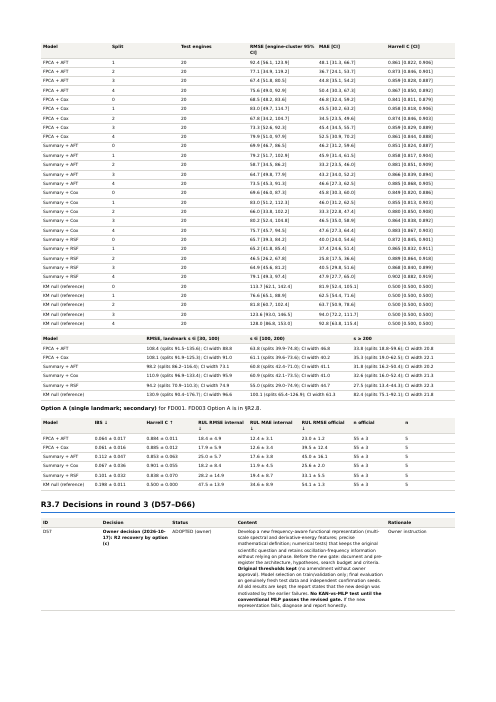 Model Split Test engines RMSE [engine-cluster 95% CI] MAE [CI] Harrell C [CI]
FPCA + AFT 1 20 92.4 [56.1, 123.9] 48.1 [31.3, 66.7] 0.861 [0.822, 0.906]
FPCA + AFT 2 20 77.1 [34.9, 119.2] 36.7 [24.1, 53.7] 0.873 [0.846, 0.901]
FPCA + AFT 3 20 67.4 [51.8, 80.5] 44.8 [35.1, 54.2] 0.859 [0.828, 0.887]
FPCA + AFT 4 20 75.6 [49.0, 92.9] 50.4 [30.3, 67.3] 0.867 [0.850, 0.892]
FPCA + Cox 0 20 68.5 [48.2, 83.6] 46.8 [32.4, 59.2] 0.841 [0.811, 0.879]
FPCA + Cox 1 20 83.0 [49.7, 114.7] 45.5 [30.2, 63.2] 0.858 [0.818, 0.906]
FPCA + Cox 2 20 67.8 [34.2, 104.7] 34.5 [23.5, 49.6] 0.874 [0.846, 0.903]
FPCA + Cox 3 20 73.3 [52.6, 92.3] 45.4 [34.5, 55.7] 0.859 [0.829, 0.889]
FPCA + Cox 4 20 79.9 [51.0, 97.9] 52.5 [30.9, 70.2] 0.861 [0.844, 0.888]
Summary + AFT 0 20 69.9 [46.7, 86.5] 46.2 [31.2, 59.0] 0.851 [0.824, 0.887]
Summary + AFT 1 20 79.2 [51.7, 102.9] 45.9 [31.4, 61.5] 0.858 [0.817, 0.904]
Summary + AFT 2 20 58.7 [34.5, 86.2] 33.2 [23.5, 46.0] 0.881 [0.851, 0.909]
Summary + AFT 3 20 64.7 [49.8, 77.9] 43.2 [34.0, 52.2] 0.866 [0.839, 0.894]
Summary + AFT 4 20 73.5 [45.3, 91.3] 46.6 [27.3, 62.5] 0.885 [0.868, 0.905]
Summary + Cox 0 20 69.6 [46.0, 87.3] 45.8 [30.3, 60.0] 0.849 [0.820, 0.886]
Summary + Cox 1 20 83.0 [51.2, 112.3] 46.0 [31.2, 62.5] 0.855 [0.813, 0.903]
Summary + Cox 2 20 66.0 [33.8, 102.2] 33.3 [22.8, 47.4] 0.880 [0.850, 0.908]
Summary + Cox 3 20 80.2 [52.4, 104.8] 46.5 [35.0, 58.9] 0.864 [0.838, 0.892]
Summary + Cox 4 20 75.7 [45.7, 94.5] 47.6 [27.3, 64.4] 0.883 [0.867, 0.903]
Summary + RSF 0 20 65.7 [39.3, 84.2] 40.0 [24.2, 54.7] 0.872 [0.845, 0.901]
Summary + RSF 1 20 65.2 [41.8, 85.4] 37.4 [24.6, 51.4] 0.865 [0.832, 0.911]
Summary + RSF 2 20 46.5 [26.2, 67.8] 25.8 [17.5, 36.6] 0.889 [0.864, 0.918]
Summary + RSF 3 20 64.9 [45.6, 81.2] 40.5 [29.8, 51.6] 0.868 [0.840, 0.899]
Summary + RSF 4 20 79.1 [49.3, 97.4] 47.9 [27.7, 65.0] 0.902 [0.882, 0.919]
KM null (reference) 0 20 113.7 [62.1, 142.4] 81.9 [52.4, 105.1] 0.500 [0.500, 0.500]
KM null (reference) 1 20 76.6 [65.1, 88.9] 62.5 [54.4, 71.6] 0.500 [0.500, 0.500]
KM null (reference) 2 20 81.8 [60.7, 102.4] 63.7 [50.9, 78.6] 0.500 [0.500, 0.500]
KM null (reference) 3 20 123.6 [93.0, 146.5] 94.0 [72.2, 111.7] 0.500 [0.500, 0.500]
KM null (reference) 4 20 128.0 [86.8, 153.0] 92.8 [63.8, 115.4] 0.500 [0.500, 0.500]
Model RMSE, landmark s ∈ [30, 100) s ∈ [100, 200) s ≥ 200
FPCA + AFT 108.4 (splits 91.5–135.6); CI width 88.8 63.8 (splits 39.9–74.8); CI width 46.8 33.8 (splits 18.8–59.6); CI width 20.8
FPCA + Cox 108.1 (splits 91.9–125.3); CI width 91.0 61.1 (splits 39.6–73.6); CI width 40.2 35.3 (splits 19.0–62.5); CI width 22.1
Summary + AFT 98.2 (splits 86.2–116.4); CI width 73.1 60.8 (splits 42.4–71.0); CI width 41.1 31.8 (splits 16.2–50.4); CI width 20.2
Summary + Cox 110.9 (splits 96.9–133.4); CI width 95.9 60.9 (splits 42.1–73.5); CI width 41.0 32.6 (splits 16.0–52.4); CI width 21.3
Summary + RSF 94.2 (splits 70.9–110.3); CI width 74.9 55.0 (splits 29.0–74.7); CI width 44.7 27.5 (splits 13.4–44.3); CI width 22.3
KM null (reference) 130.9 (splits 90.4–176.7); CI width 96.6 100.1 (splits 65.4–126.9); CI width 61.3 82.4 (splits 75.1–92.1); CI width 21.8
Option A (single landmark; secondary) for FD001. FD003 Option A is in §R2.8.
Model IBS ↓ Harrell C ↑ RUL RMSE internal ↓ RUL MAE internal ↓ RUL RMSE official ↓ n official n
FPCA + AFT 0.064 ± 0.017 0.884 ± 0.011 18.4 ± 4.9 12.4 ± 3.1 23.0 ± 1.2 55 ± 3 5
FPCA + Cox 0.061 ± 0.016 0.885 ± 0.012 17.9 ± 5.9 12.6 ± 3.4 39.5 ± 12.4 55 ± 3 5
Summary + AFT 0.112 ± 0.047 0.853 ± 0.063 25.0 ± 5.7 17.6 ± 3.8 45.0 ± 16.1 55 ± 3 5
Summary + Cox 0.067 ± 0.036 0.901 ± 0.055 18.2 ± 8.4 11.9 ± 4.5 25.6 ± 2.0 55 ± 3 5
Summary + RSF 0.101 ± 0.032 0.838 ± 0.070 28.2 ± 14.9 19.4 ± 8.7 33.1 ± 5.5 55 ± 3 5
KM null (reference) 0.198 ± 0.011 0.500 ± 0.000 47.5 ± 13.9 34.6 ± 8.9 54.1 ± 1.3 55 ± 3 5
R3.7 Decisions in round 3 (D57–D66)
ID Decision Status Content Rationale
D57 Owner decision (2026-10-17): R2 recovery by option (c) ADOPTED (owner) Develop a new frequency-aware functional representation (multi-scale spectral and derivative-energy features; precise mathematical definition; numerical tests) that keeps the original scientific question and retains oscillation-frequency information without relying on phase. Before the new gate: document and pre-register the architecture, hypotheses, search budget and criteria. Original thresholds kept (no amendment without owner approval). Model selection on train/validation only; final evaluation on genuinely fresh test data and independent confirmation seeds. All old results are kept; the report states that the new design was motivated by the earlier failures. No KAN-vs-MLP test until the conventional MLP passes the revised gate. If the new representation fails, diagnose and report honestly. Owner instruction